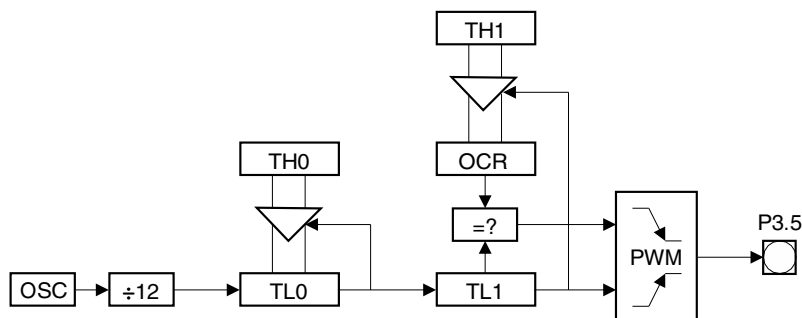 TH1
TH0
OCR
=?
P3.5
PWM
OSC
÷12
TL0
TL1